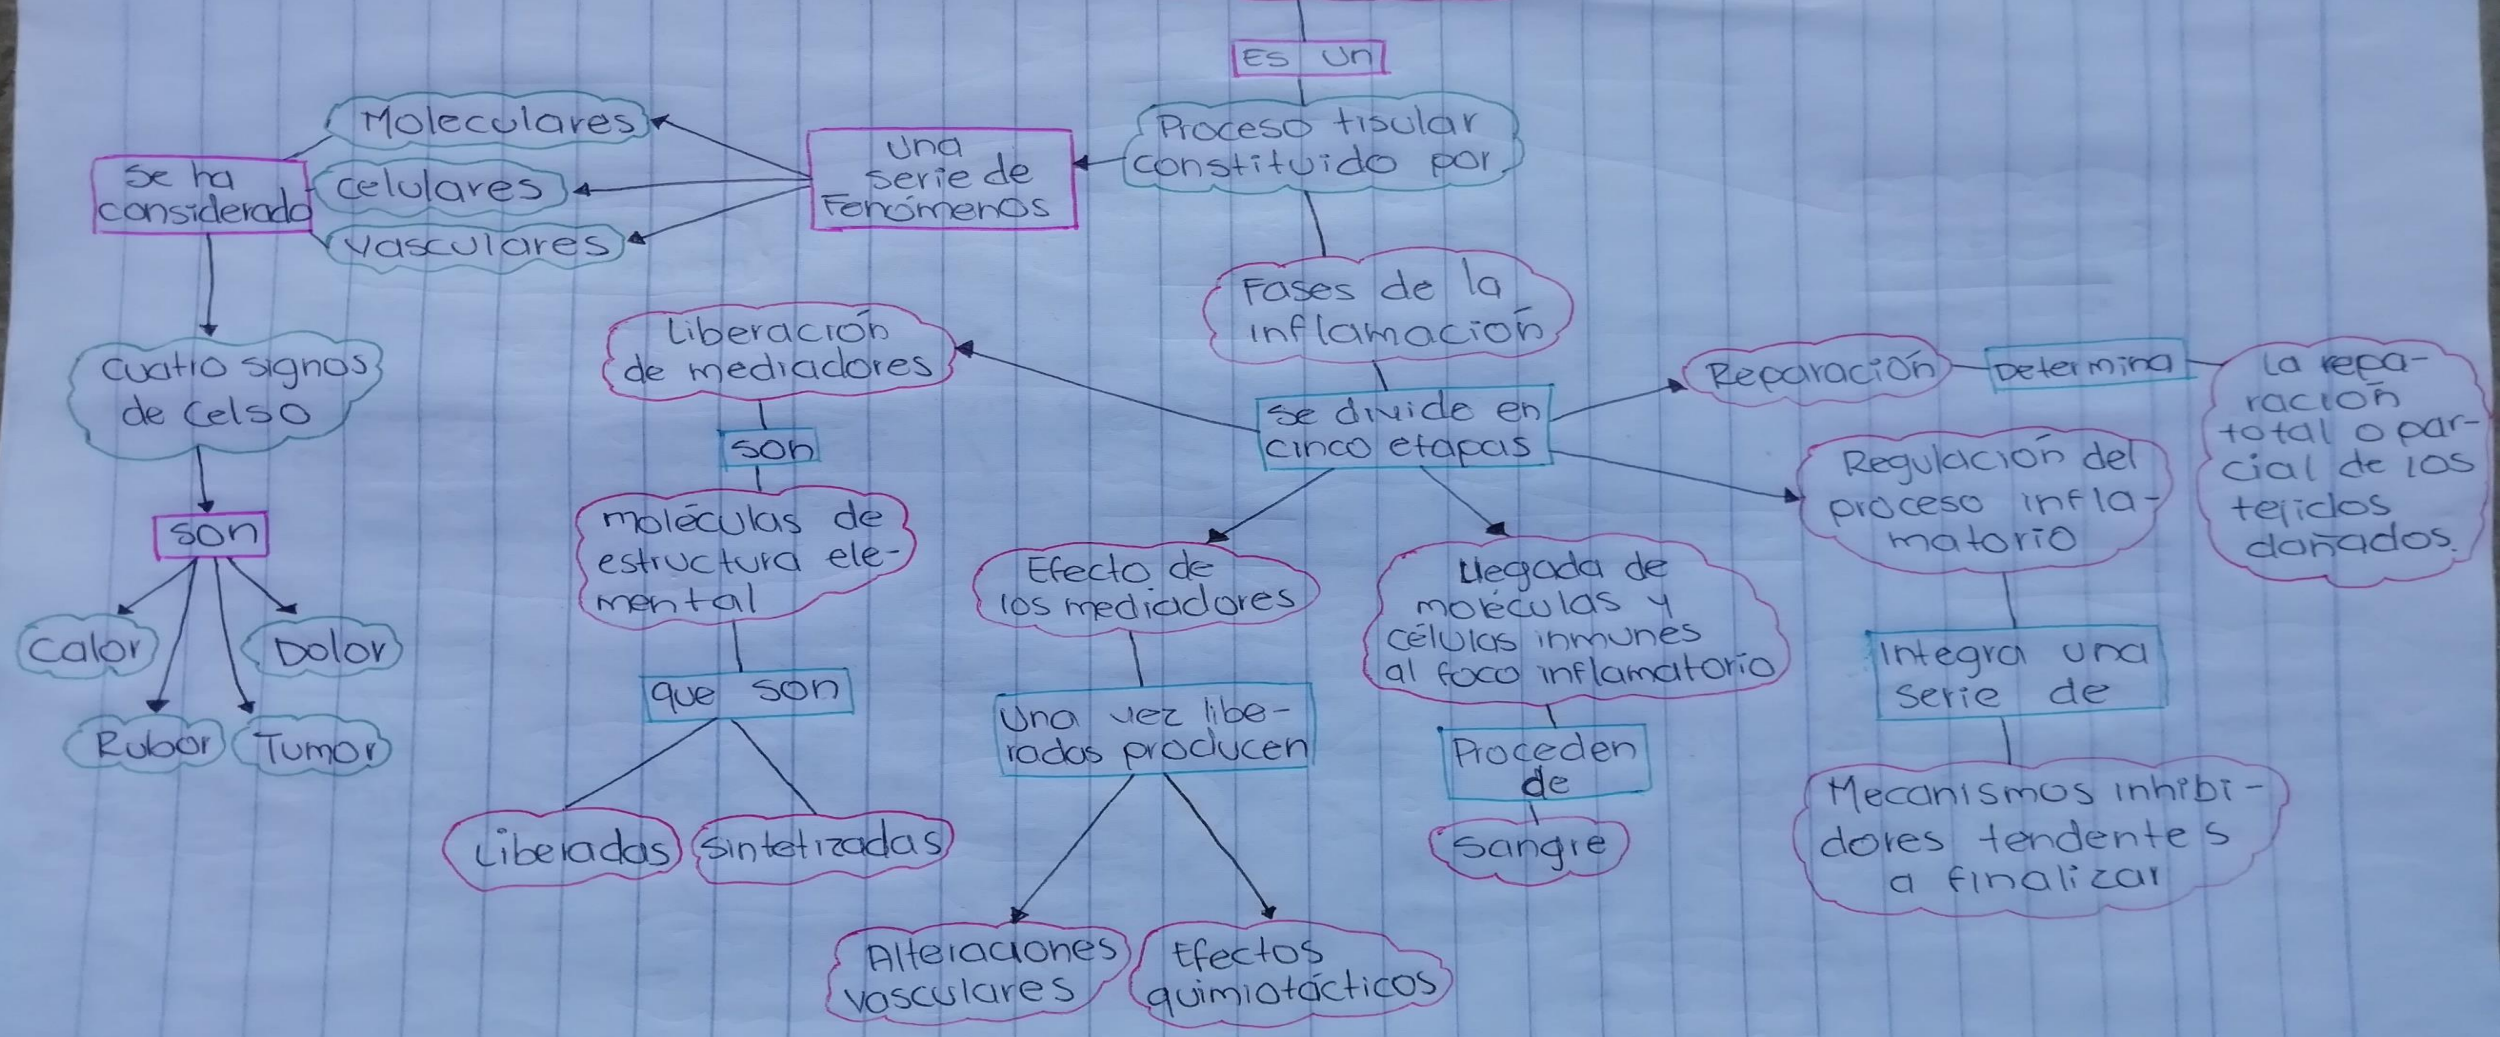 Es un
Proceso tisular
constituido por
una
serie de
Fenómenos
Moleculares
celulares
vasculares
se ha
considerado
cuatro signos
de Celso
son
Calor
Dolor
Rubor
Tumor
Fases de la
inflamación
se divide en
cinco etapas
Liberación
de mediadores
son
moléculas de
estructura ele-
mental
que son
Liberadas
sintetizadas
Efecto de
los mediadores
Una vez libe-
radas producen
Alteraciones
vasculares
Efectos
quimiotácticos
Llegada de
moléculas y
células inmunes
al foco inflamatorio
Proceden
de
Sangre
Regulación del
proceso infla-
matorio
Integra una
serie de
Mecanismos inhibi-
dores tendentes
a finalizar
Reparación
Determina
La repa-
ración
total o par-
cial de los
tejidos
dañados.